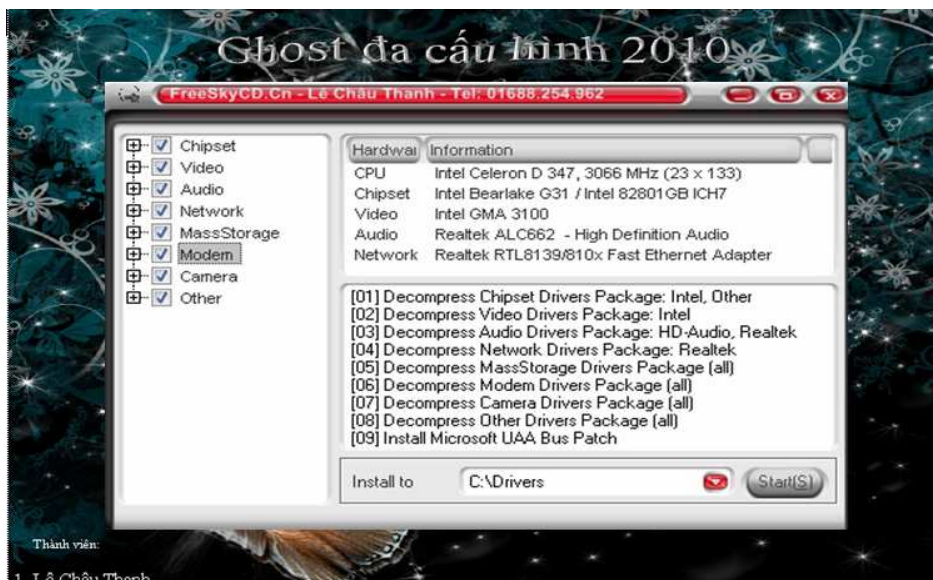 Ghost đa cấu hình 2010
FreeSkyCD.Cn - Lê Châu Thanh - Tel: 01688.254.962
Chipset
Video
Audio
Network
MassStorage
Modem
Camera
Other
Hardwai Information
CPU Intel Celeron D 347, 3066 MHz (23 x 133)
Chipset Intel Bearlake G31 / Intel 82801GB ICH7
Video Intel GMA 3100
Audio Realtek ALC662 - High Definition Audio
Network Realtek RTL8139/810x Fast Ethernet Adapter
[01] Decompress Chipset Drivers Package: Intel, Other
[02] Decompress Video Drivers Package: Intel
[03] Decompress Audio Drivers Package: HD-Audio, Realtek
[04] Decompress Network Drivers Package: Realtek
[05] Decompress MassStorage Drivers Package (all)
[06] Decompress Modem Drivers Package (all)
[07] Decompress Camera Drivers Package (all)
[08] Decompress Other Drivers Package (all)
[09] Install Microsoft UAA Bus Patch
Install to C:\Drivers Start(S)
Thành viên:
1. Lê Châu Thanh